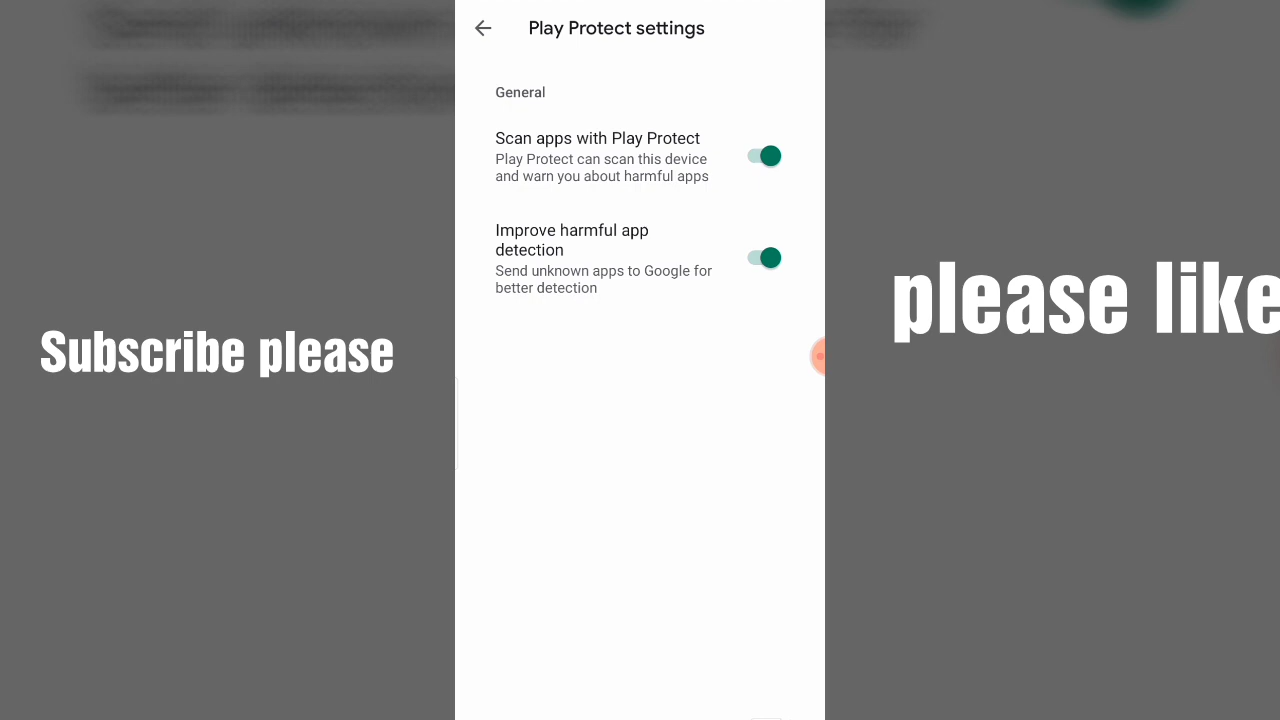 Play Protect settings
General
Scan apps with Play Protect
Play Protect can scan this device
and warn you about harmful apps
Improve harmful app
detection
Send unknown apps to Google for
better detection
Subscribe please
please like